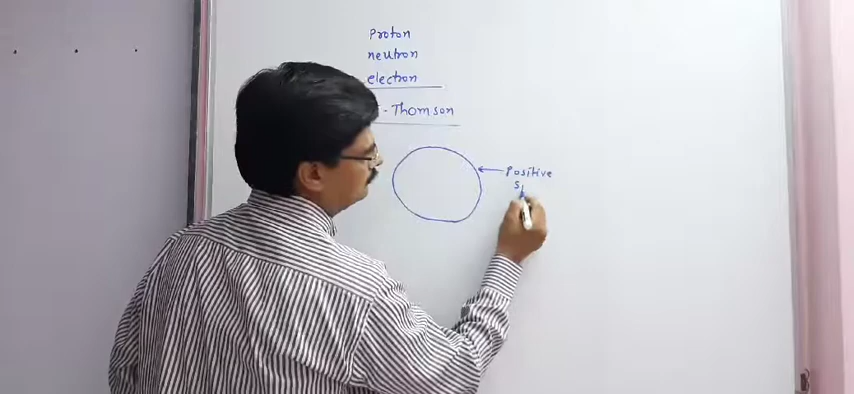 Proton
neutron
electron
- Thomson
Positive